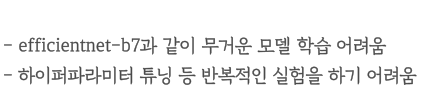 - efficientnet-b7과 같이 무거운 모델 학습 어려움
- 하이퍼파라미터 튜닝 등 반복적인 실험을 하기 어려움